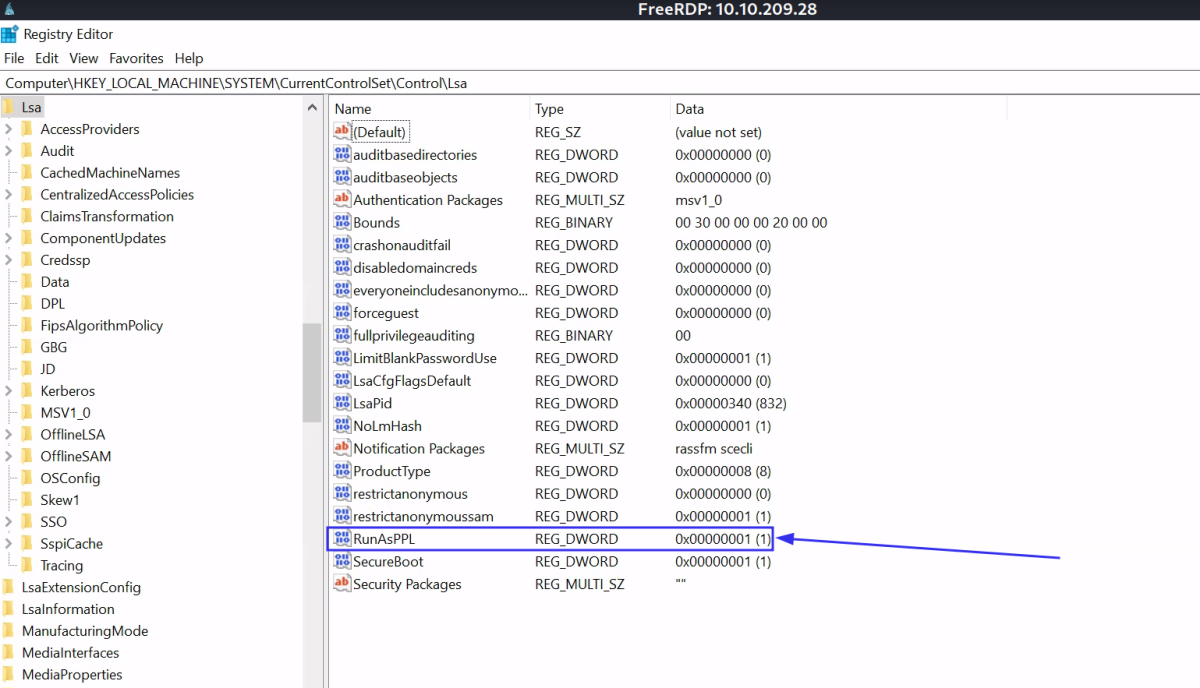 FreeRDP: 10.10.209.28
Registry Editor
File Edit View Favorites Help
Computer\HKEY_LOCAL_MACHINE\SYSTEM\CurrentControlSet\Control\Lsa
Lsa
AccessProviders
Audit
CachedMachineNames
CentralizedAccessPolicies
ClaimsTransformation
ComponentUpdates
Credssp
Data
DPL
FipsAlgorithmPolicy
GBG
JD
Kerberos
MSV1_0
OfflineLSA
OfflineSAM
OSConfig
Skew1
SSO
SspiCache
Tracing
LsaExtensionConfig
LsaInformation
ManufacturingMode
MediaInterfaces
MediaProperties
Name Type Data
(Default) REG_SZ (value not set)
auditbasedirectories REG_DWORD 0x00000000 (0)
auditbaseobjects REG_DWORD 0x00000000 (0)
Authentication Packages REG_MULTI_SZ msv1_0
Bounds REG_BINARY 00 30 00 00 00 20 00 00
crashonauditfail REG_DWORD 0x00000000 (0)
disabledomaincreds REG_DWORD 0x00000000 (0)
everyoneincludesanonymo... REG_DWORD 0x00000000 (0)
forceguest REG_DWORD 0x00000000 (0)
fullprivilegeauditing REG_BINARY 00
LimitBlankPasswordUse REG_DWORD 0x00000001 (1)
LsaCfgFlagsDefault REG_DWORD 0x00000000 (0)
LsaPid REG_DWORD 0x00000340 (832)
NoLmHash REG_DWORD 0x00000001 (1)
Notification Packages REG_MULTI_SZ rassfm scecli
ProductType REG_DWORD 0x00000008 (8)
restrictanonymous REG_DWORD 0x00000000 (0)
restrictanonymoussam REG_DWORD 0x00000001 (1)
RunAsPPL REG_DWORD 0x00000001 (1)
SecureBoot REG_DWORD 0x00000001 (1)
Security Packages REG_MULTI_SZ ""